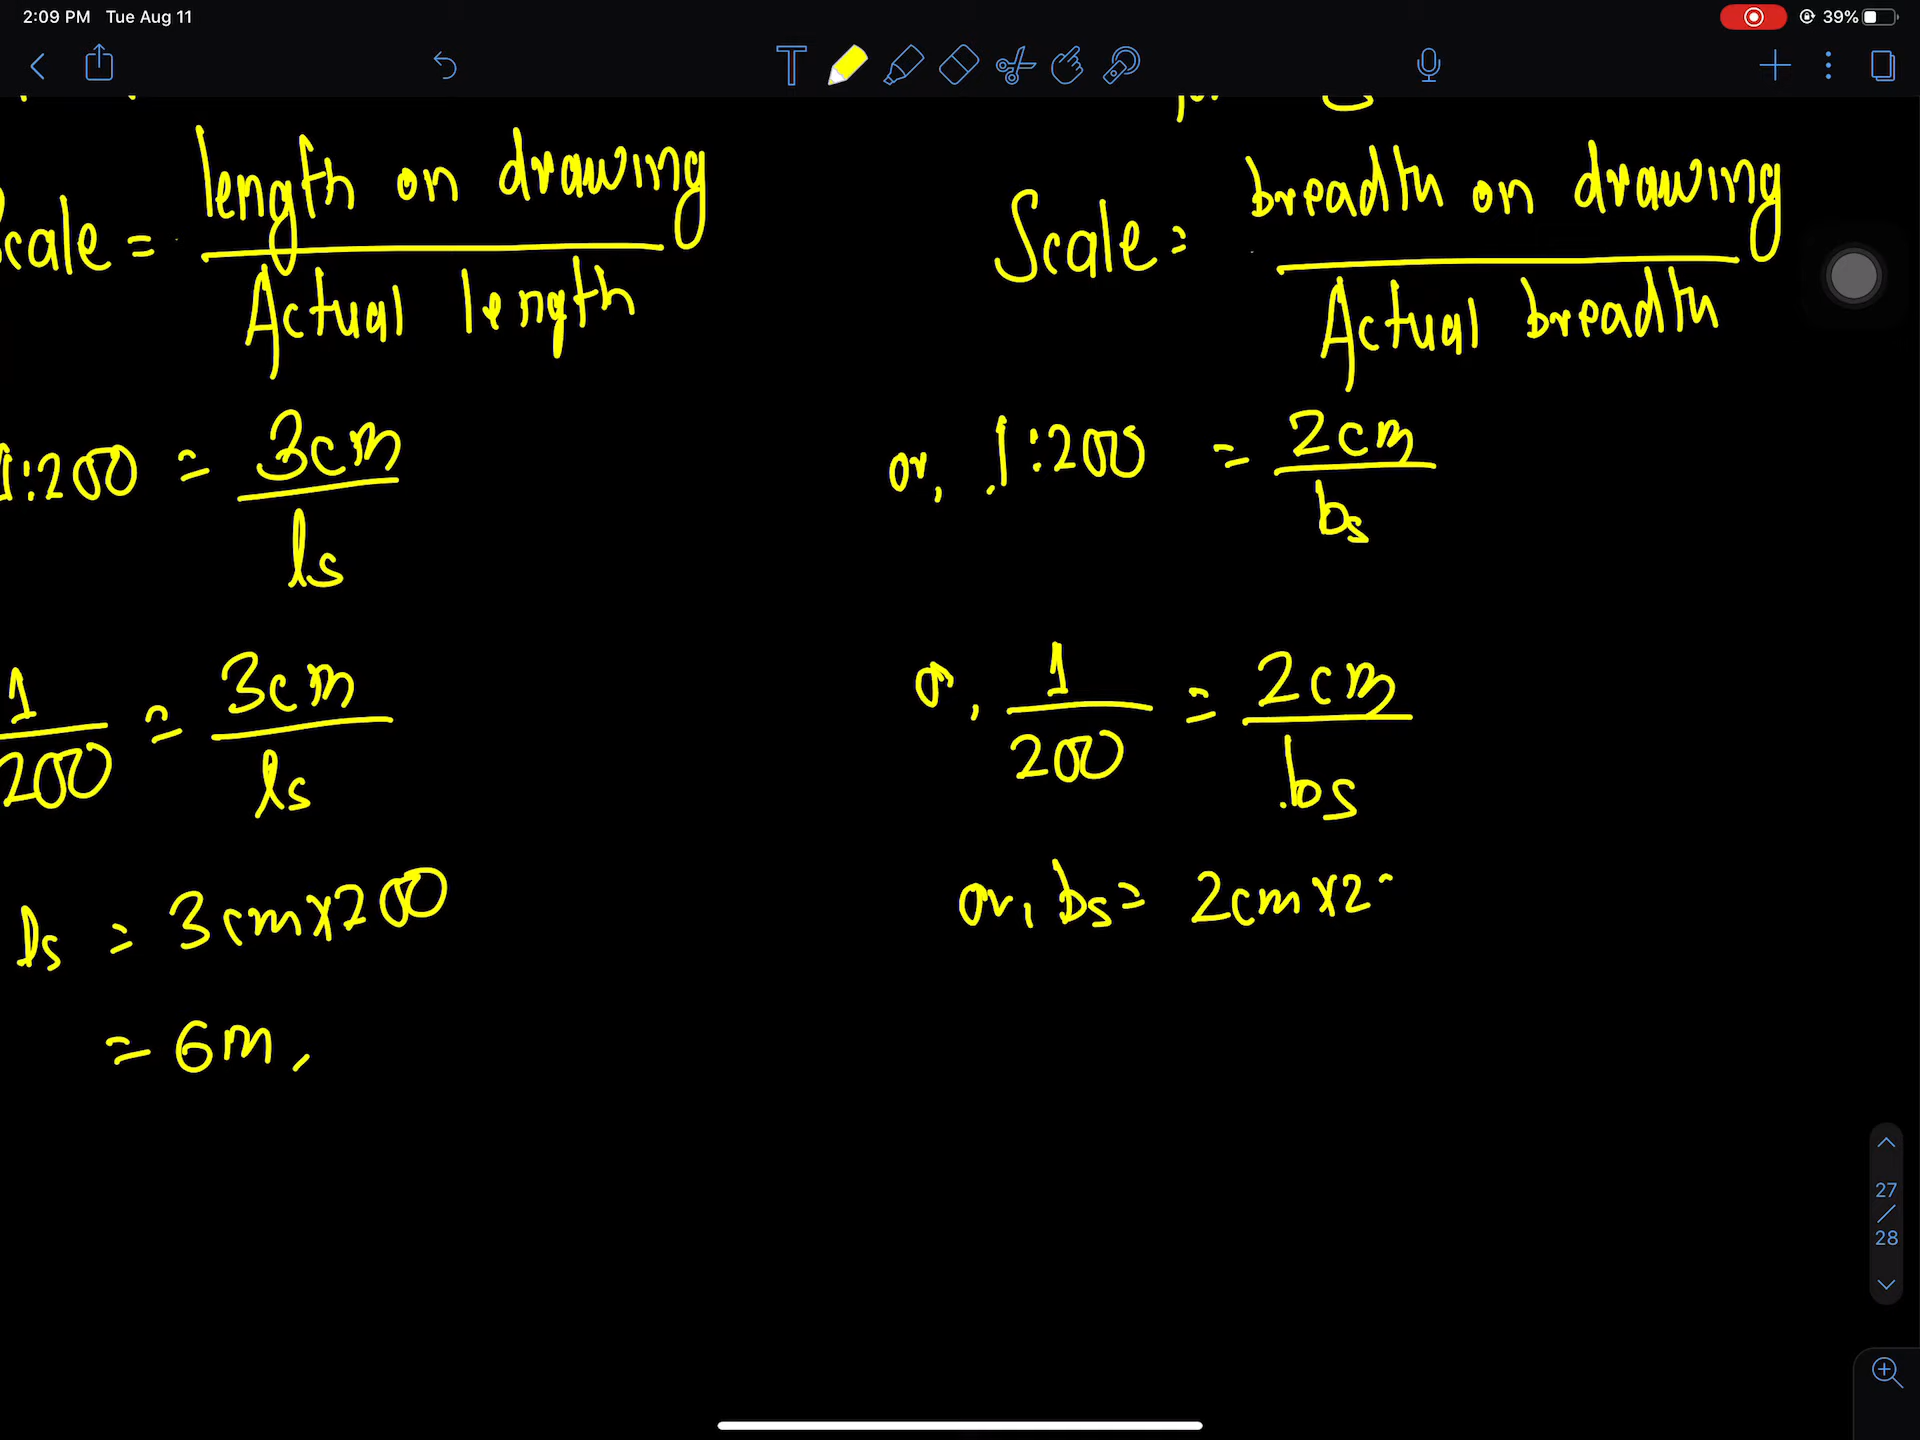 2:09 PM Tue Aug 11
39%
length on drawing
cale =
Actual length
1:200 = 3cm
ls
1
200
= 3cm
ls
ls = 3cm×200
= 6m,
breadth on drawing
Scale =
Actual breadth
or, 1:200 = 2cm
bs
or, 1
200
= 2cm
bs
or, bs = 2cm×2
27
/
28